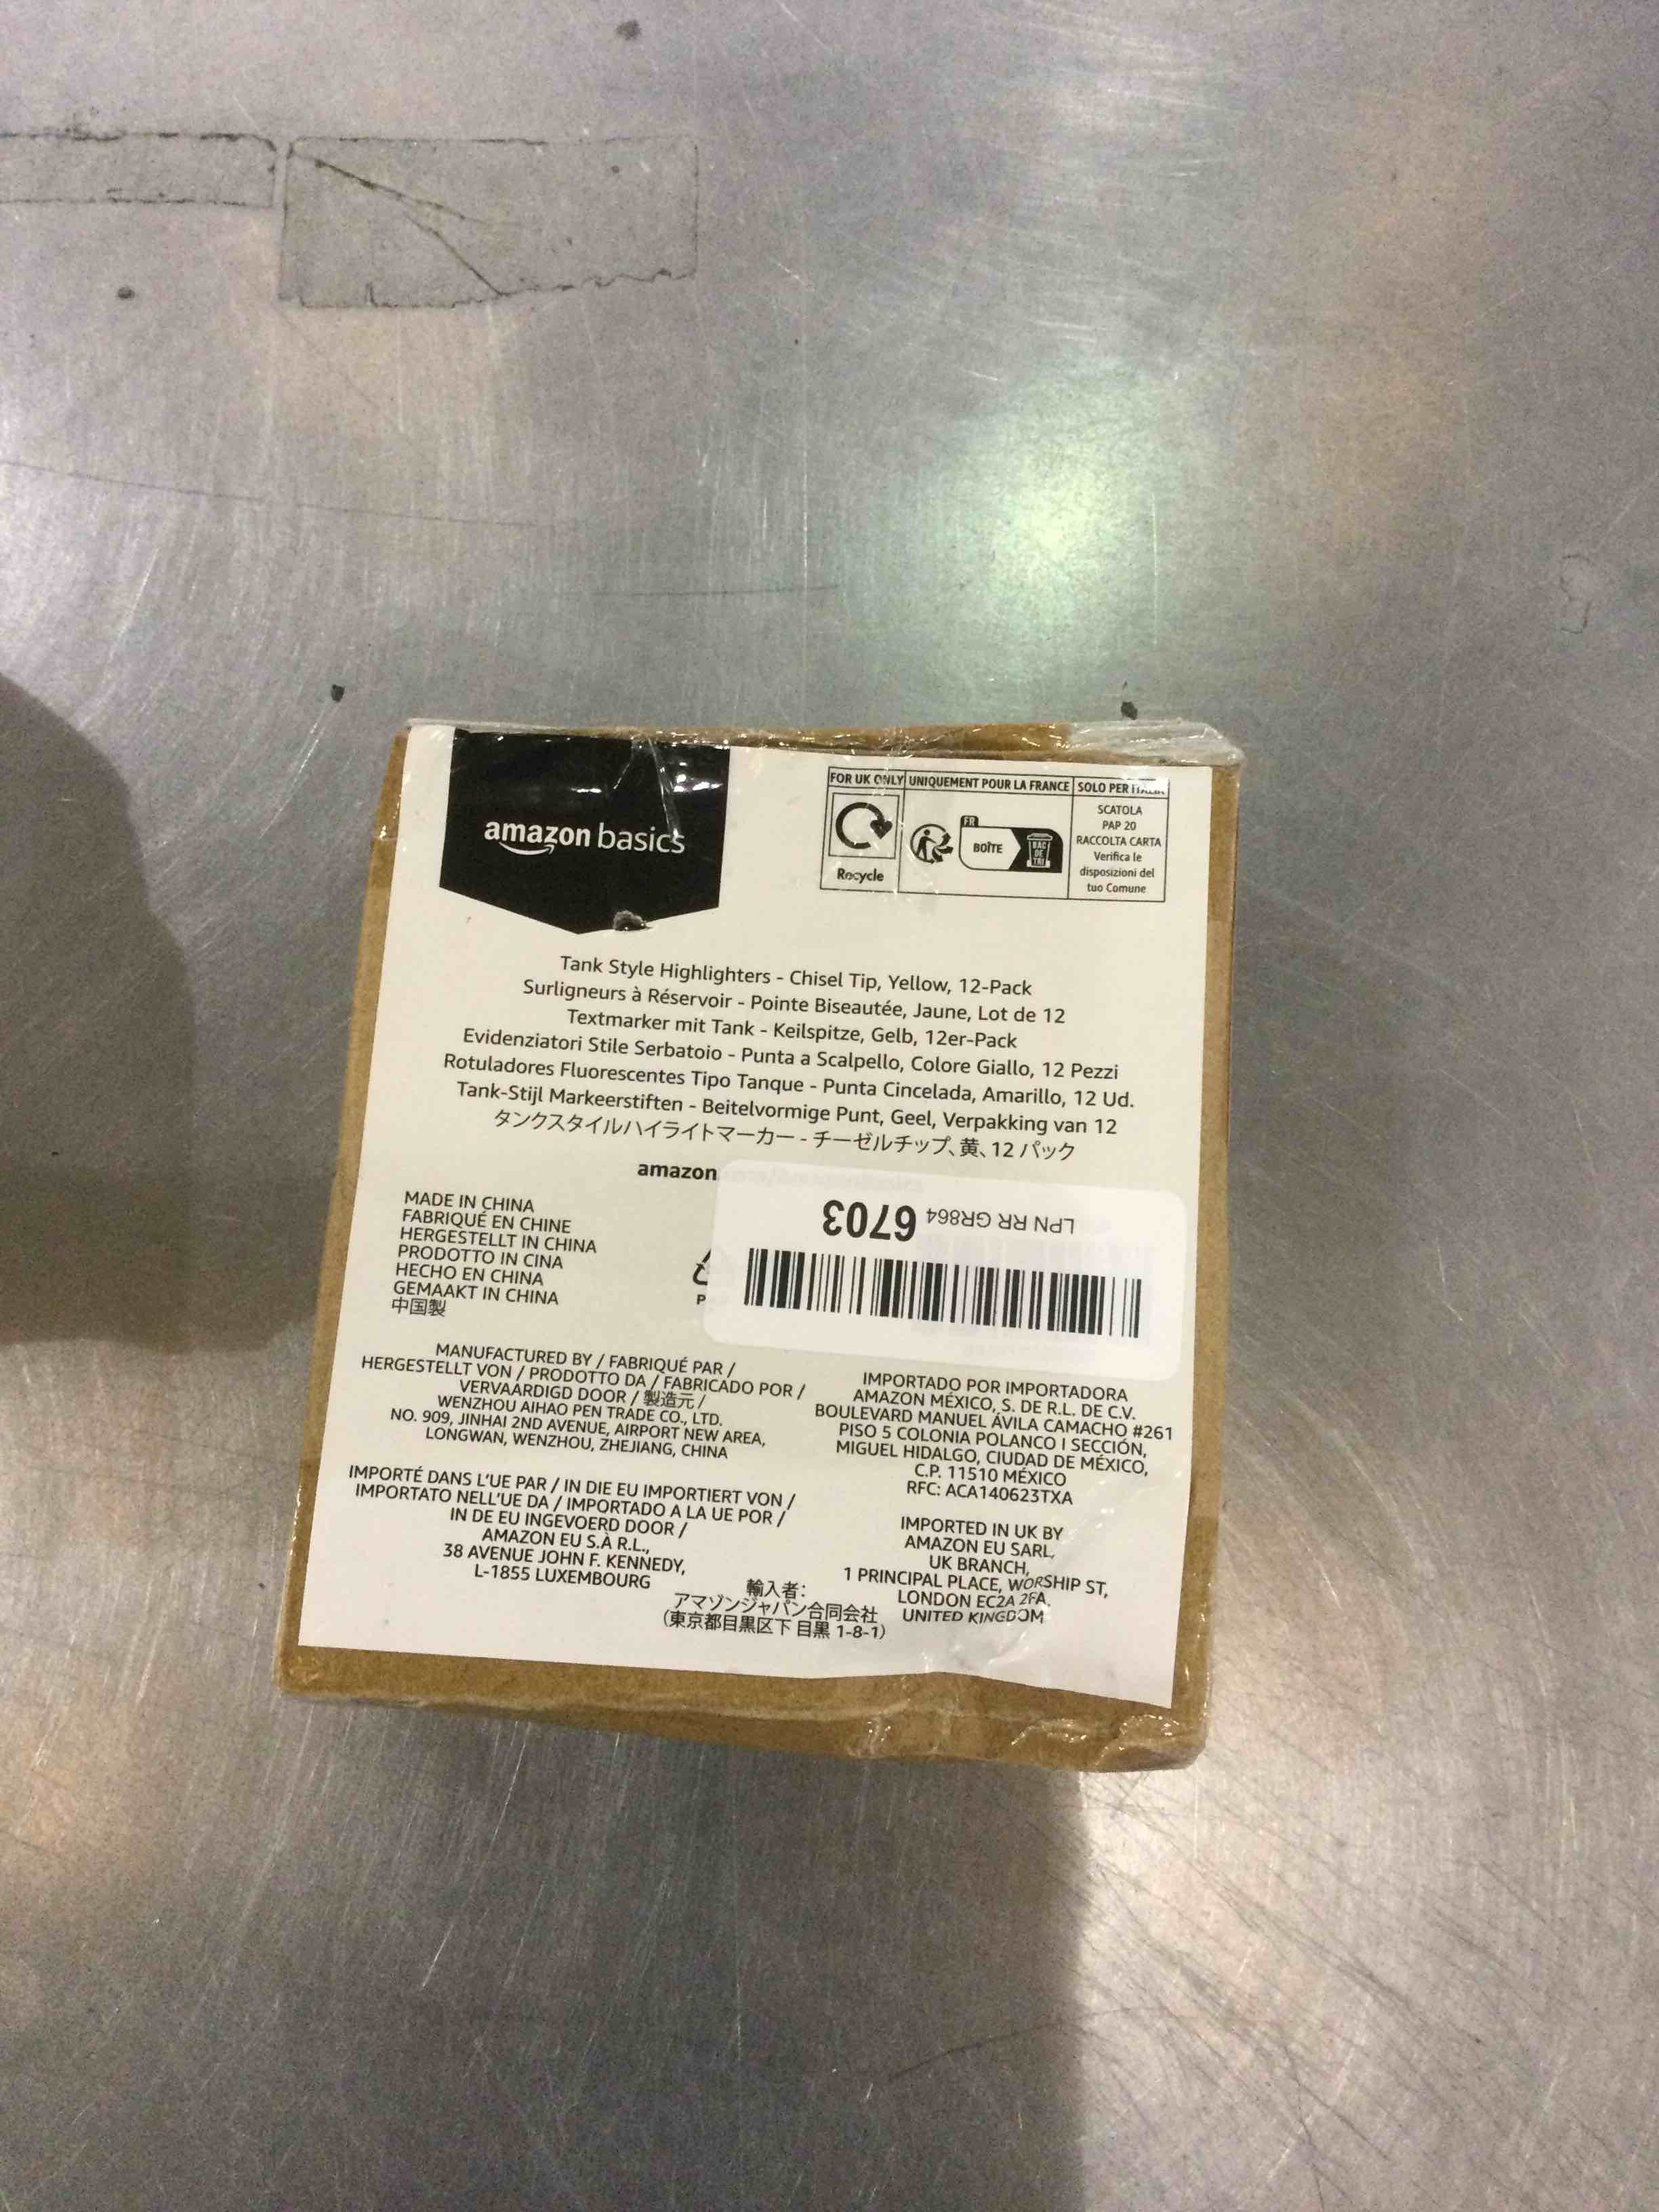 amazon basics
FOR UK ONLY
Recycle
UNIQUEMENT POUR LA FRANCE
FR
BOÎTE
BAC
DE
TRI
SOLO PER ITALIA
SCATOLA
PAP 20
RACCOLTA CARTA
Verifica le
disposizioni del
tuo Comune
Tank Style Highlighters - Chisel Tip, Yellow, 12-Pack
Surligneurs à Réservoir - Pointe Biseautée, Jaune, Lot de 12
Textmarker mit Tank - Keilspitze, Gelb, 12er-Pack
Evidenziatori Stile Serbatoio - Punta a Scalpello, Colore Giallo, 12 Pezzi
Rotuladores Fluorescentes Tipo Tanque - Punta Cincelada, Amarillo, 12 Ud.
Tank-Stijl Markeerstiften - Beitelvormige Punt, Geel, Verpakking van 12
タンクスタイルハイライトマーカー - チーゼルチップ、黄、12 パック
amazon
LPN RR GR864 6703
MADE IN CHINA
FABRIQUÉ EN CHINE
HERGESTELLT IN CHINA
PRODOTTO IN CINA
HECHO EN CHINA
GEMAAKT IN CHINA
中国製
P
MANUFACTURED BY / FABRIQUÉ PAR /
HERGESTELLT VON / PRODOTTO DA / FABRICADO POR /
VERVAARDIGD DOOR / 製造元 /
WENZHOU AIHAO PEN TRADE CO., LTD.
NO. 909, JINHAI 2ND AVENUE, AIRPORT NEW AREA,
LONGWAN, WENZHOU, ZHEJIANG, CHINA
IMPORTÉ DANS L'UE PAR / IN DIE EU IMPORTIERT VON /
IMPORTATO NELL'UE DA / IMPORTADO A LA UE POR /
IN DE EU INGEVOERD DOOR /
AMAZON EU S.À R.L.,
38 AVENUE JOHN F. KENNEDY,
L-1855 LUXEMBOURG
輸入者:
アマゾンジャパン合同会社
(東京都目黒区下 目黒 1-8-1)
IMPORTADO POR IMPORTADORA
AMAZON MÉXICO, S. DE R.L. DE C.V.
BOULEVARD MANUEL ÁVILA CAMACHO #261
PISO 5 COLONIA POLANCO I SECCIÓN,
MIGUEL HIDALGO, CIUDAD DE MÉXICO,
C.P. 11510 MÉXICO
RFC: ACA140623TXA
IMPORTED IN UK BY
AMAZON EU SARL,
UK BRANCH,
1 PRINCIPAL PLACE, WORSHIP ST,
LONDON EC2A 2FA,
UNITED KINGDOM